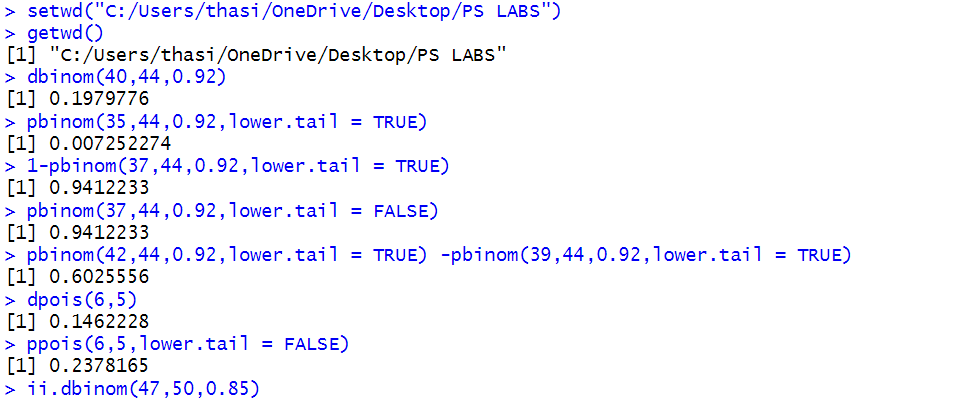 > setwd("C:/Users/thasi/OneDrive/Desktop/PS LABS")
> getwd()
[1] "C:/Users/thasi/OneDrive/Desktop/PS LABS"
> dbinom(40,44,0.92)
[1] 0.1979776
> pbinom(35,44,0.92,lower.tail = TRUE)
[1] 0.007252274
> 1-pbinom(37,44,0.92,lower.tail = TRUE)
[1] 0.9412233
> pbinom(37,44,0.92,lower.tail = FALSE)
[1] 0.9412233
> pbinom(42,44,0.92,lower.tail = TRUE) -pbinom(39,44,0.92,lower.tail = TRUE)
[1] 0.6025556
> dpois(6,5)
[1] 0.1462228
> ppois(6,5,lower.tail = FALSE)
[1] 0.2378165
> ii.dbinom(47,50,0.85)